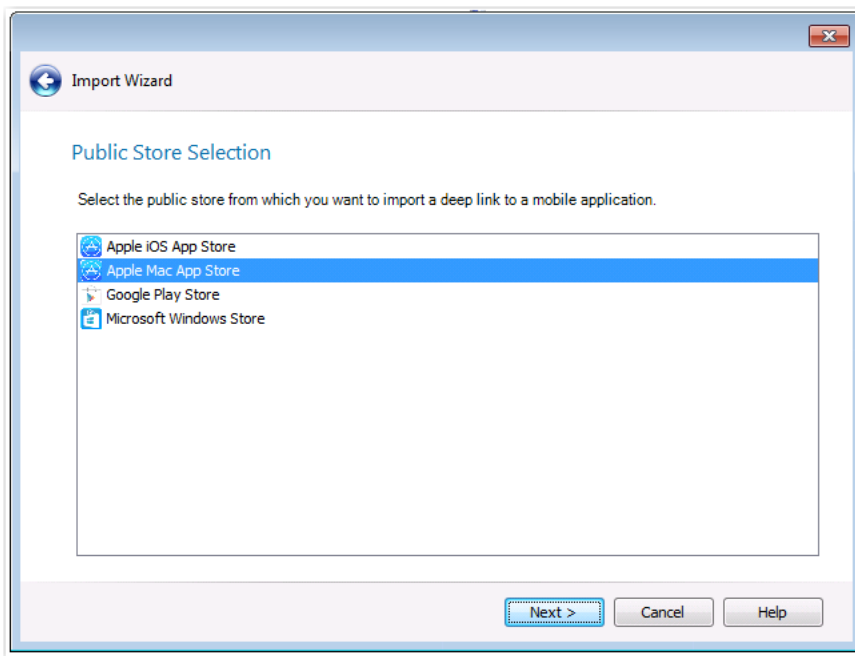 Import Wizard
Public Store Selection
Select the public store from which you want to import a deep link to a mobile application.
Apple iOS App Store
Apple Mac App Store
Google Play Store
Microsoft Windows Store
Next > Cancel Help